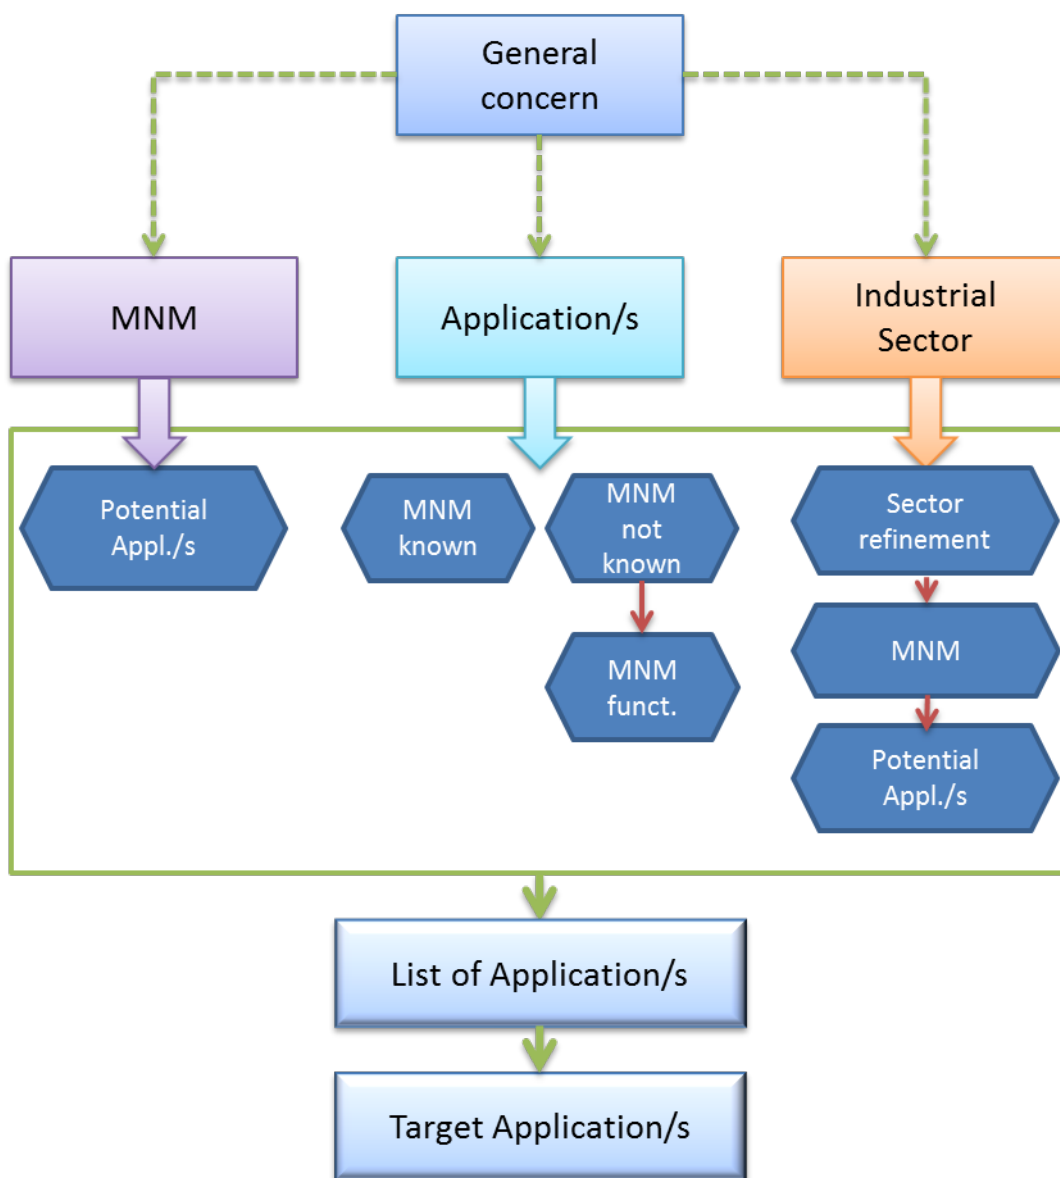 General
concern
MNM
Application/s
Industrial
Sector
Potential
Appl./s
MNM
known
MNM
not
known
Sector
refinement
MNM
funct.
MNM
Potential
Appl./s
List of Application/s
Target Application/s